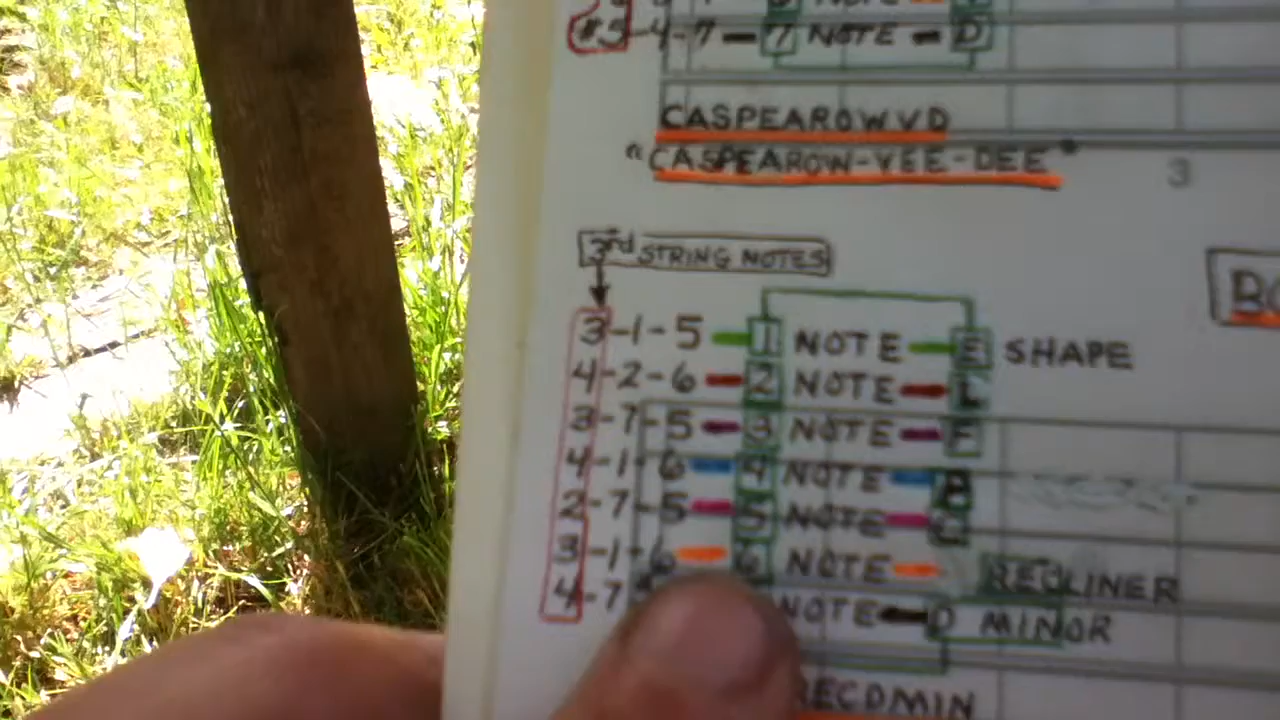 #5-4-7 - 7 NOTE - D
CASPEAROWVD
"CASPEAROW-VEE-DEE"
3
3rd STRING NOTES
3-1-5 - 1 NOTE - E SHAPE
4-2-6 - 2 NOTE - L
3-7-5 - 3 NOTE - F
4-1-6 - 4 NOTE - B
2-7-5 - 5 NOTE - C
3-1-6 - 6 NOTE - RECLINER
4-7 NOTE - D MINOR
RECDMIN